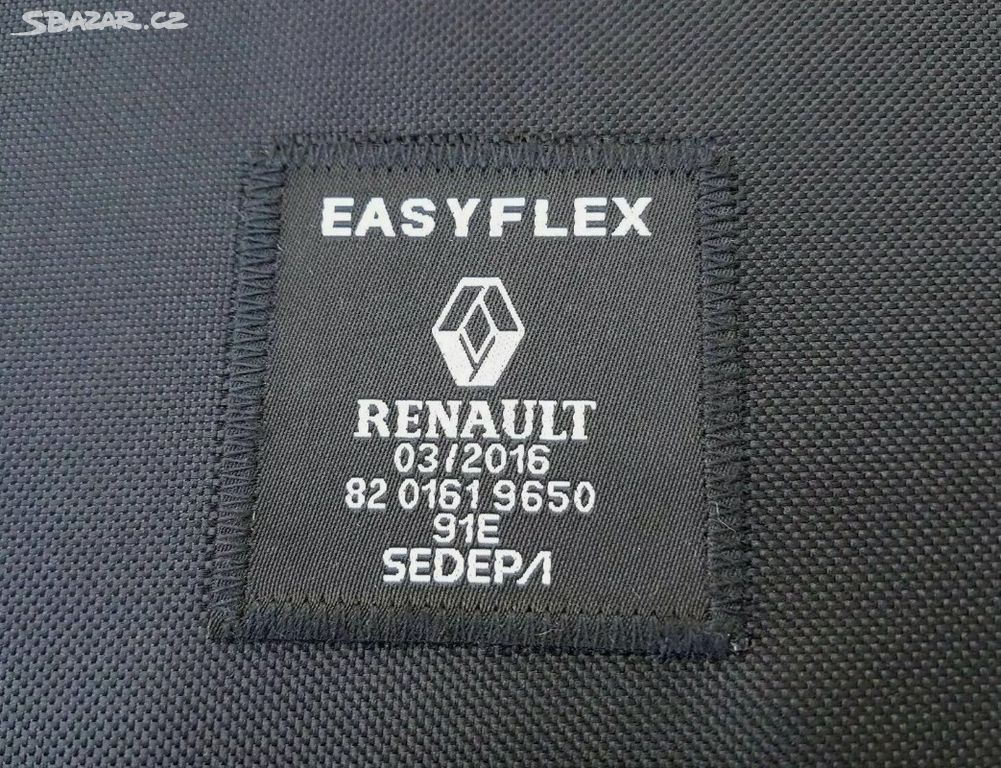 SBAZAR.CZ
EASYFLEX
RENAULT
03/2016
82 0161 9650
91E
SEDEPA